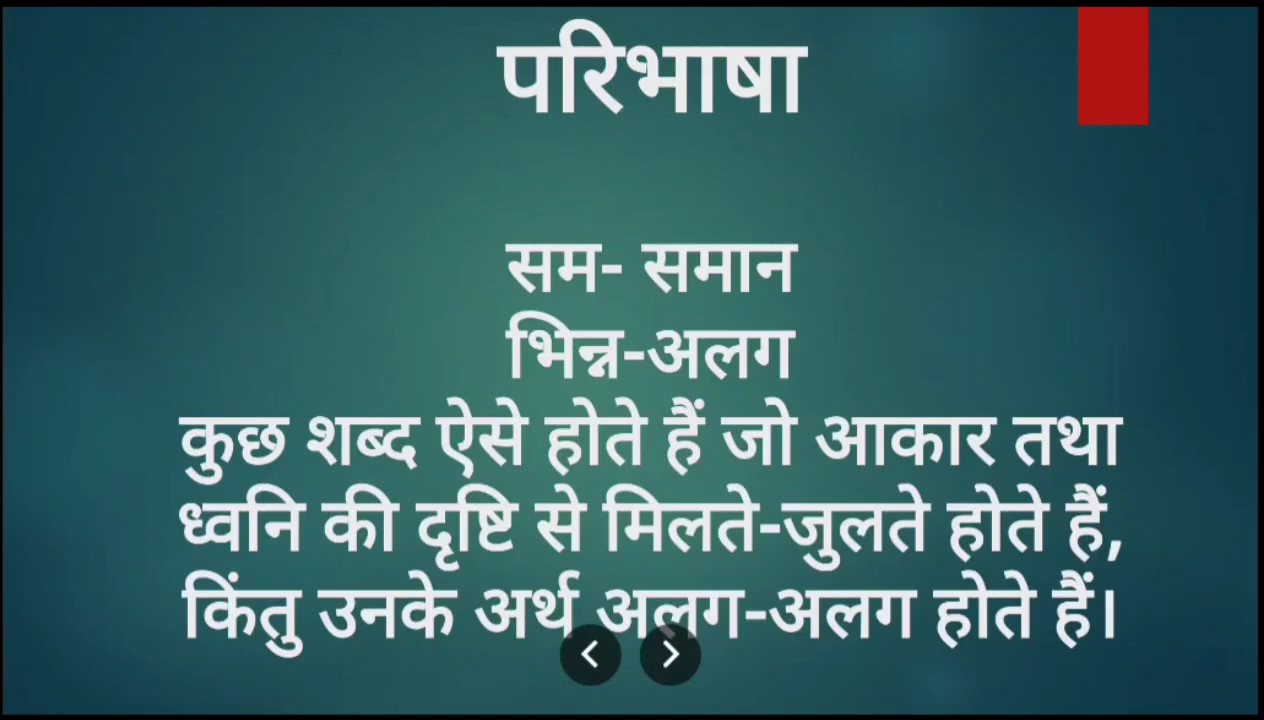 परिभाषा
सम- समान
भिन्न-अलग
कुछ शब्द ऐसे होते हैं जो आकार तथा
ध्वनि की दृष्टि से मिलते-जुलते होते हैं,
किंतु उनके अर्थ अलग-अलग होते हैं।